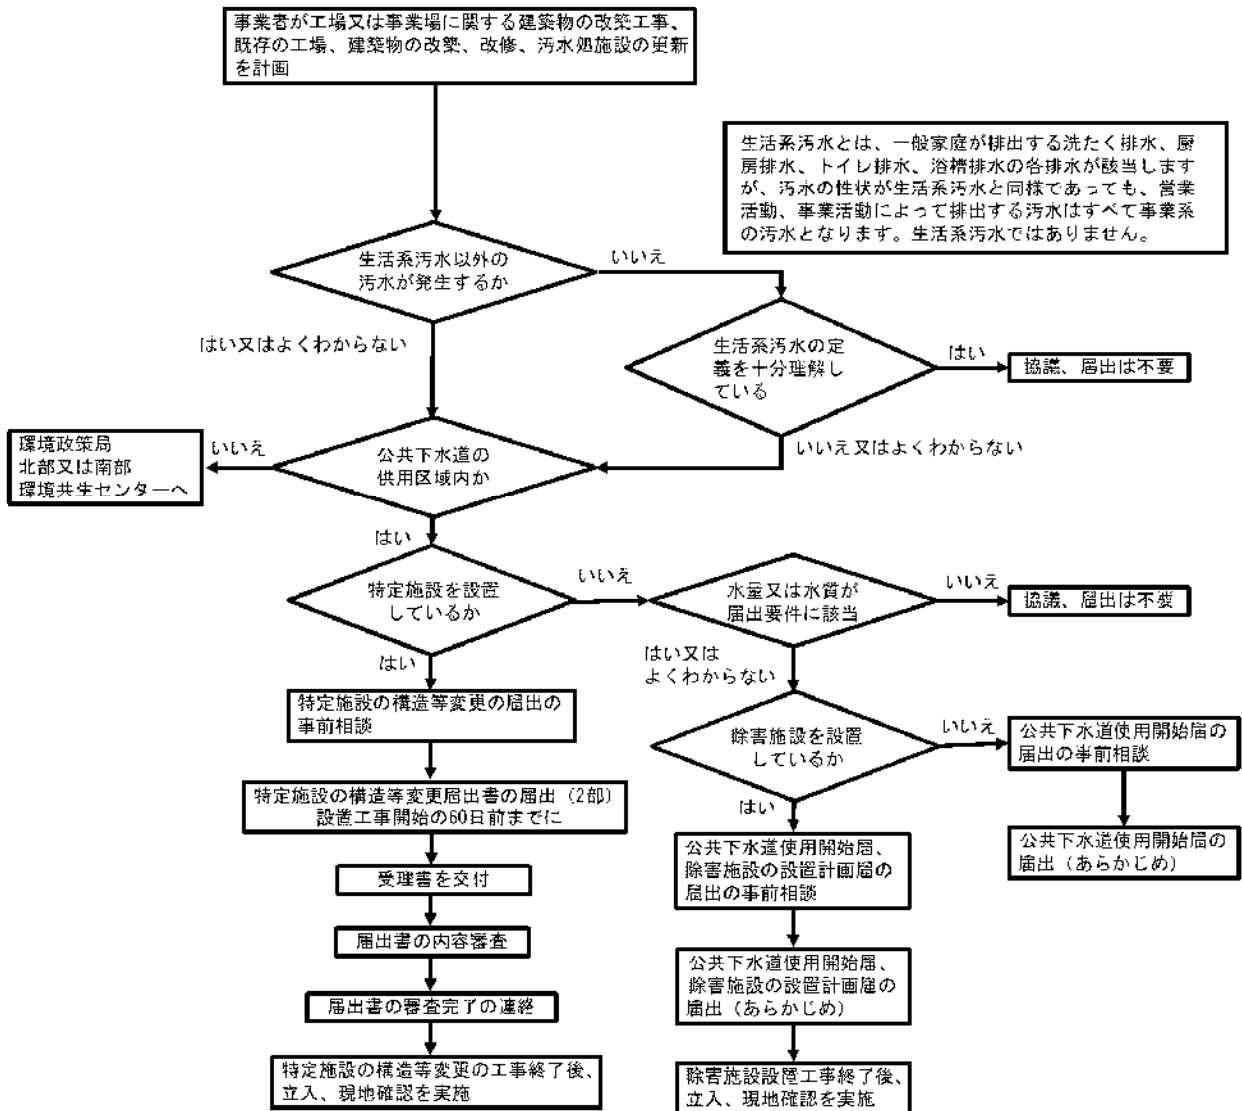 事業者が工場又は事業場に関する建築物の改築工事、
既存の工場、建築物の改築、改修、汚水処施設の更新
を計画
生活系汚水とは、一般家庭が排出する洗たく排水、厨
房排水、トイレ排水、浴槽排水の各排水が該当します
が、汚水の性状が生活系汚水と同様であっても、営業
活動、事業活動によって排出する汚水はすべて事業系
の汚水となります。生活系汚水ではありません。
生活系汚水以外の
汚水が発生するか
いいえ
はい又はよくわからない
生活系汚水の定
義を十分理解し
ている
はい
協議、届出は不要
いいえ又はよくわからない
公共下水道の
供用区域内か
いいえ
環境政策局
北部又は南部
環境共生センターへ
はい
特定施設を設置
しているか
いいえ
水量又は水質が
届出要件に該当
いいえ
協議、届出は不要
はい
はい又は
よくわからない
特定施設の構造等変更の届出の
事前相談
除害施設を設置
しているか
いいえ
公共下水道使用開始届の
届出の事前相談
特定施設の構造等変更届出書の届出（2部）
設置工事開始の60日前までに
はい
公共下水道使用開始届の
届出（あらかじめ）
公共下水道使用開始届、
除害施設の設置計画届の
届出の事前相談
受理書を交付
届出書の内容審査
公共下水道使用開始届、
除害施設の設置計画届の
届出（あらかじめ）
届出書の審査完了の連絡
特定施設の構造等変更の工事終了後、
立入、現地確認を実施
除害施設設置工事終了後、
立入、現地確認を実施